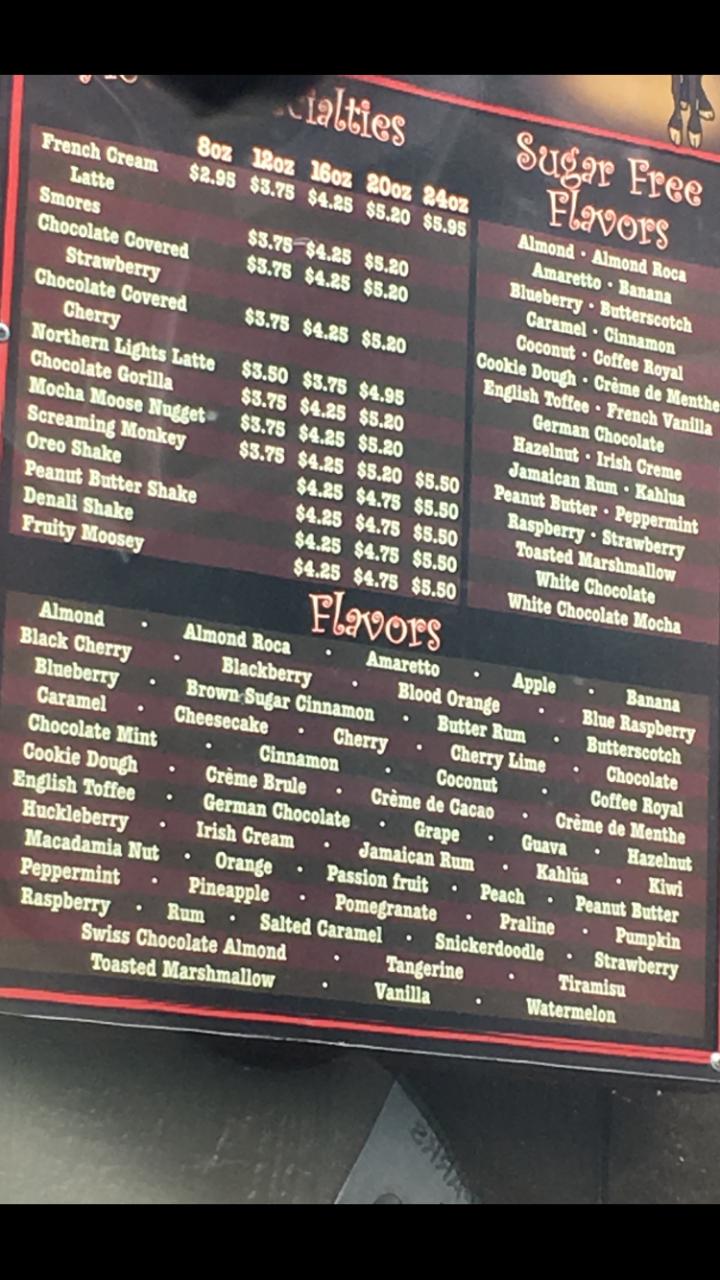 8oz 12oz 16oz 20oz 24oz
French Cream $2.95 $3.75 $4.25 $5.20 $5.95
Latte
Smores $3.75 $4.25 $5.20
Chocolate Covered $3.75 $4.25 $5.20
Strawberry
Chocolate Covered $3.75 $4.25 $5.20
Cherry
Northern Lights Latte $3.50 $3.75 $4.95
Chocolate Gorilla $3.75 $4.25 $5.20
Mocha Moose Nugget $3.75 $4.25 $5.20
Screaming Monkey $3.75 $4.25 $5.20 $5.50
Oreo Shake $4.25 $4.75 $5.50
Peanut Butter Shake $4.25 $4.75 $5.50
Denali Shake $4.25 $4.75 $5.50
Fruity Moosey $4.25 $4.75 $5.50
Sugar Free
Flavors
Almond · Almond Roca
Amaretto · Banana
Blueberry · Butterscotch
Caramel · Cinnamon
Coconut · Coffee Royal
Cookie Dough · Crème de Menthe
English Toffee · French Vanilla
German Chocolate
Hazelnut · Irish Creme
Jamaican Rum · Kahlua
Peanut Butter · Peppermint
Raspberry · Strawberry
Toasted Marshmallow
White Chocolate
White Chocolate Mocha
Flavors
Almond · Almond Roca · Amaretto · Apple · Banana
Black Cherry · Blackberry · Blood Orange · Blue Raspberry
Blueberry · Brown Sugar Cinnamon · Butter Rum · Butterscotch
Caramel · Cheesecake · Cherry · Cherry Lime · Chocolate
Chocolate Mint · Cinnamon · Coconut · Coffee Royal
Cookie Dough · Crème Brule · Crème de Cacao · Crème de Menthe
English Toffee · German Chocolate · Grape · Guava · Hazelnut
Huckleberry · Irish Cream · Jamaican Rum · Kahlúa · Kiwi
Macadamia Nut · Orange · Passion fruit · Peach · Peanut Butter
Peppermint · Pineapple · Pomegranate · Praline · Pumpkin
Raspberry · Rum · Salted Caramel · Snickerdoodle · Strawberry
Swiss Chocolate Almond · Tangerine · Tiramisu
Toasted Marshmallow · Vanilla · Watermelon